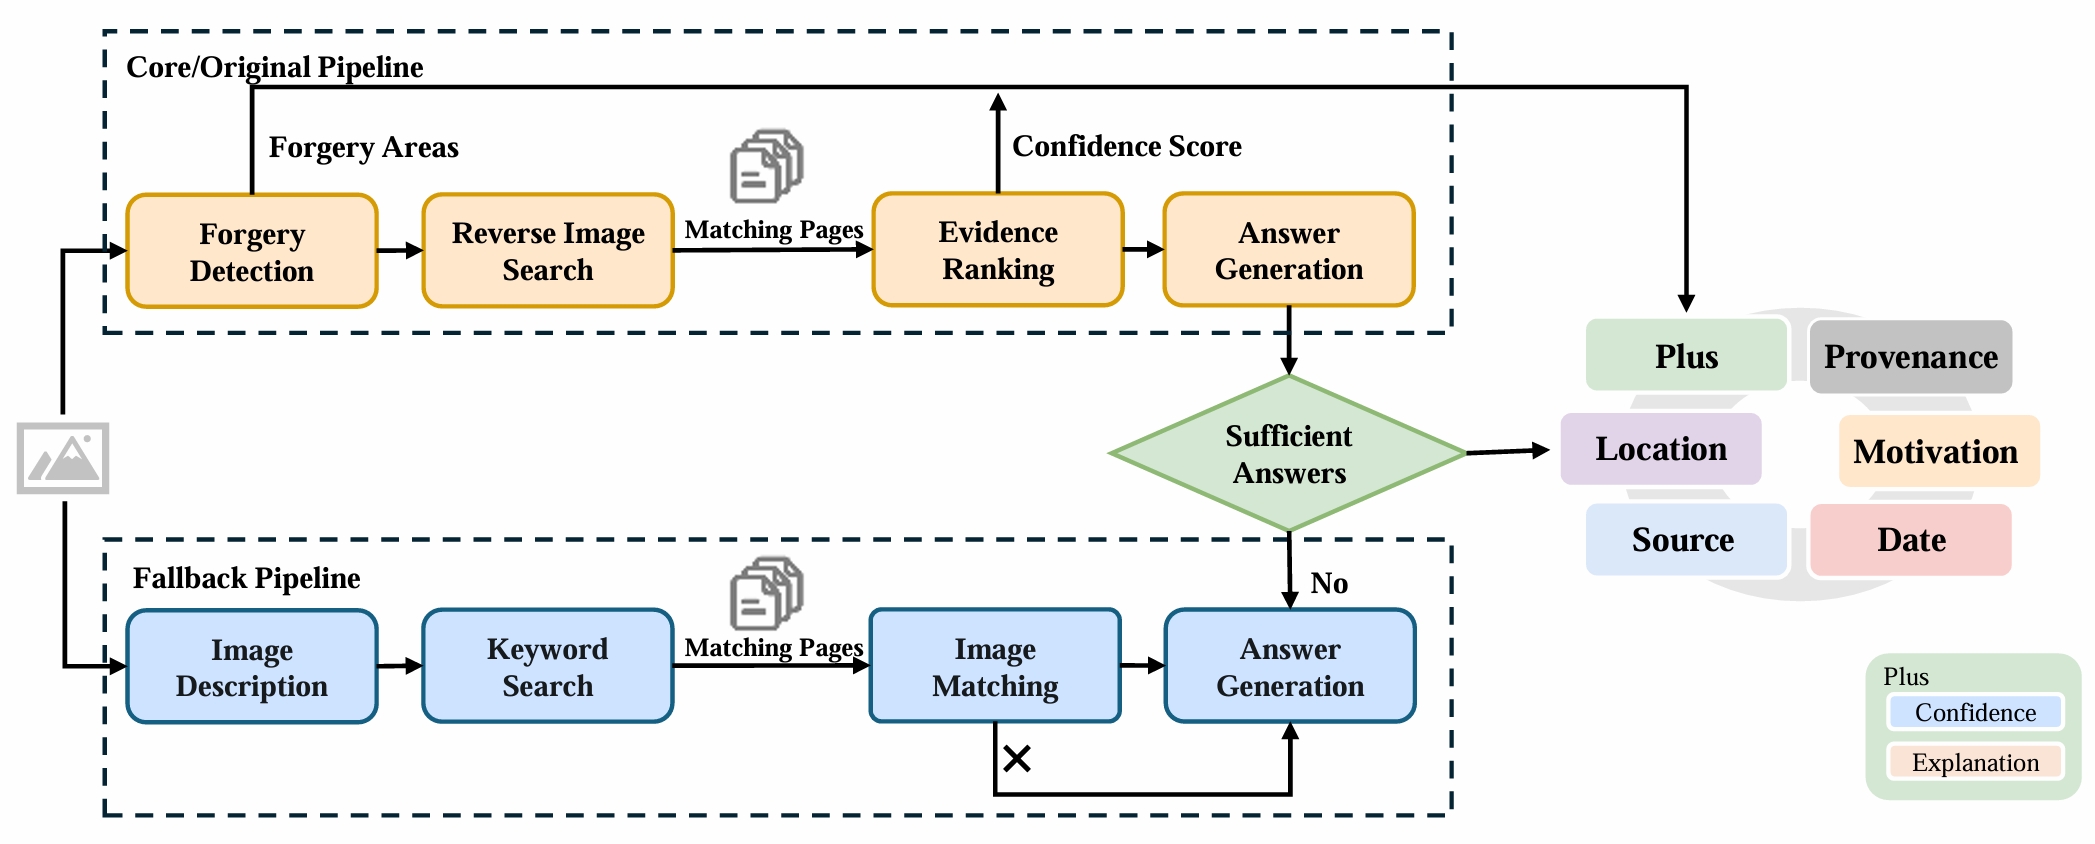 Core/Original Pipeline
Forgery Areas
Confidence Score
Forgery
Detection
Reverse Image
Search
Matching Pages
Evidence
Ranking
Answer
Generation
Sufficient
Answers
No
Plus
Provenance
Location
Motivation
Source
Date
Fallback Pipeline
Image
Description
Keyword
Search
Matching Pages
Image
Matching
Answer
Generation
Plus
Confidence
Explanation